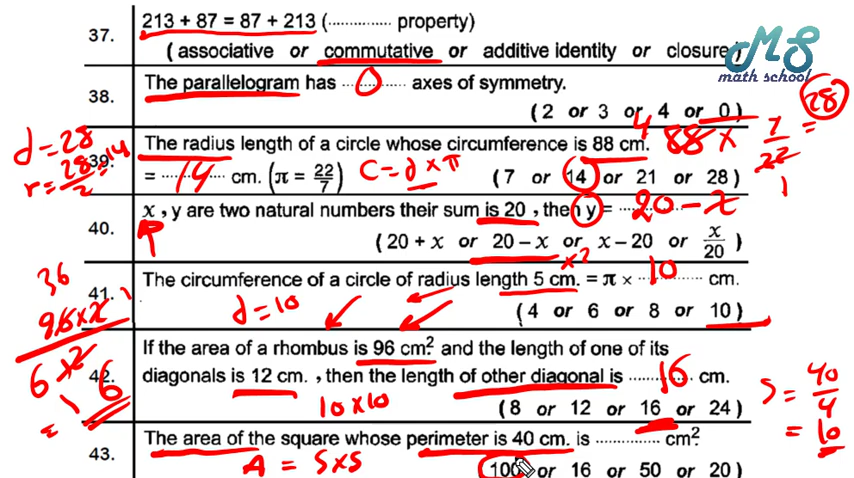 37. 213 + 87 = 87 + 213 (............ property)
( associative or commutative or additive identity or closure )
MS
math school
38. The parallelogram has ...0... axes of symmetry.
( 2 or 3 or 4 or 0 )
28
39. The radius length of a circle whose circumference is 88 cm.
= ...14... cm. (π = 22/7) C = d × π ( 7 or 14 or 21 or 28 )
d = 28
r = 28/2 = 14
4
88 × 7/22 =
1
40. x , y are two natural numbers their sum is 20 , then y = 20 - x
( 20 + x or 20 – x or x – 20 or x/20 )
×2
41. The circumference of a circle of radius length 5 cm. = π × ...10... cm.
d = 10
( 4 or 6 or 8 or 10 )
36
42. If the area of a rhombus is 96 cm² and the length of one of its
diagonals is 12 cm. , then the length of other diagonal is ...16... cm.
10 × 10
( 8 or 12 or 16 or 24 )
S = 40/4
= 10
43. The area of the square whose perimeter is 40 cm. is ............... cm².
A = S × S
( 100 or 16 or 50 or 20 )